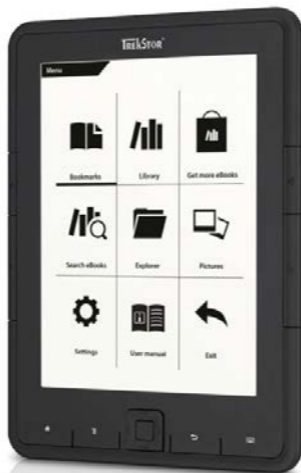 TREKSTOR
Menu
Bookmarks
Library
Get more eBooks
Search eBooks
Explorer
Pictures
Settings
User manual
Exit